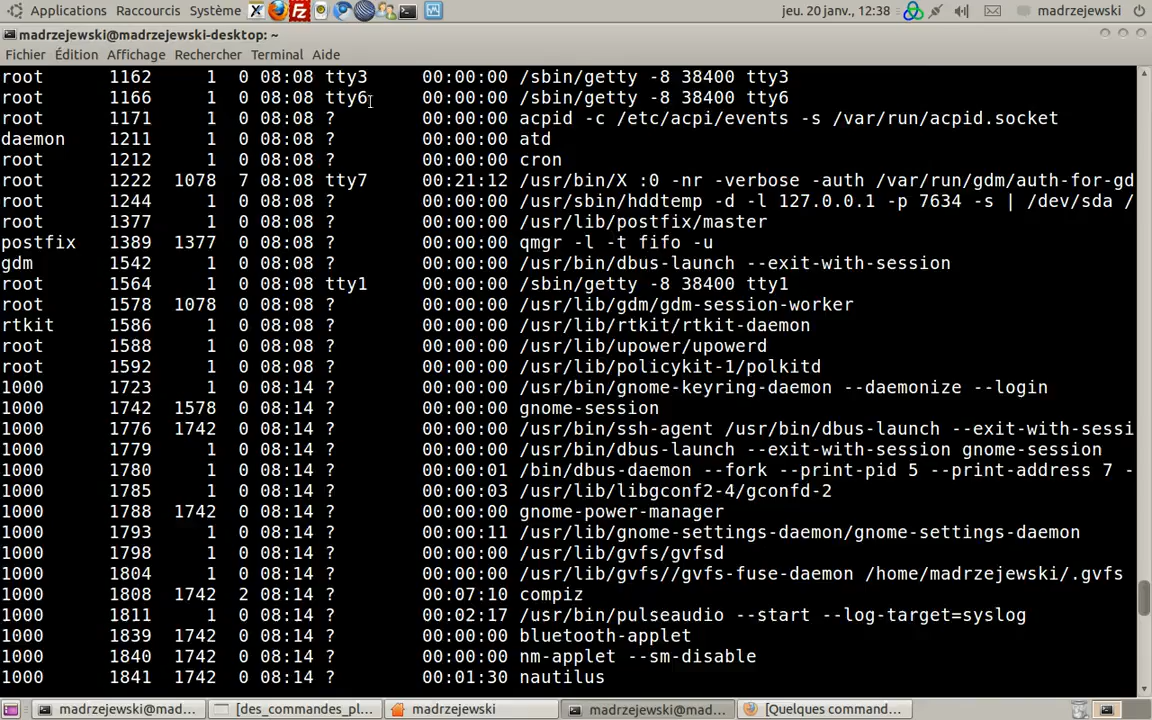 Applications Raccourcis Système jeu. 20 janv., 12:38 madrzejewski
madrzejewski@madrzejewski-desktop: ~
Fichier Édition Affichage Rechercher Terminal Aide
root 1162 1 0 08:08 tty3 00:00:00 /sbin/getty -8 38400 tty3
root 1166 1 0 08:08 tty6 00:00:00 /sbin/getty -8 38400 tty6
root 1171 1 0 08:08 ? 00:00:00 acpid -c /etc/acpi/events -s /var/run/acpid.socket
daemon 1211 1 0 08:08 ? 00:00:00 atd
root 1212 1 0 08:08 ? 00:00:00 cron
root 1222 1078 7 08:08 tty7 00:21:12 /usr/bin/X :0 -nr -verbose -auth /var/run/gdm/auth-for-gd
root 1244 1 0 08:08 ? 00:00:00 /usr/sbin/hddtemp -d -l 127.0.0.1 -p 7634 -s | /dev/sda /
root 1377 1 0 08:08 ? 00:00:00 /usr/lib/postfix/master
postfix 1389 1377 0 08:08 ? 00:00:00 qmgr -l -t fifo -u
gdm 1542 1 0 08:08 ? 00:00:00 /usr/bin/dbus-launch --exit-with-session
root 1564 1 0 08:08 tty1 00:00:00 /sbin/getty -8 38400 tty1
root 1578 1078 0 08:08 ? 00:00:00 /usr/lib/gdm/gdm-session-worker
rtkit 1586 1 0 08:08 ? 00:00:00 /usr/lib/rtkit/rtkit-daemon
root 1588 1 0 08:08 ? 00:00:00 /usr/lib/upower/upowerd
root 1592 1 0 08:08 ? 00:00:00 /usr/lib/policykit-1/polkitd
1000 1723 1 0 08:14 ? 00:00:00 /usr/bin/gnome-keyring-daemon --daemonize --login
1000 1742 1578 0 08:14 ? 00:00:00 gnome-session
1000 1776 1742 0 08:14 ? 00:00:00 /usr/bin/ssh-agent /usr/bin/dbus-launch --exit-with-sessi
1000 1779 1 0 08:14 ? 00:00:00 /usr/bin/dbus-launch --exit-with-session gnome-session
1000 1780 1 0 08:14 ? 00:00:01 /bin/dbus-daemon --fork --print-pid 5 --print-address 7 -
1000 1785 1 0 08:14 ? 00:00:03 /usr/lib/libgconf2-4/gconfd-2
1000 1788 1742 0 08:14 ? 00:00:00 gnome-power-manager
1000 1793 1 0 08:14 ? 00:00:11 /usr/lib/gnome-settings-daemon/gnome-settings-daemon
1000 1798 1 0 08:14 ? 00:00:00 /usr/lib/gvfs/gvfsd
1000 1804 1 0 08:14 ? 00:00:00 /usr/lib/gvfs//gvfs-fuse-daemon /home/madrzejewski/.gvfs
1000 1808 1742 2 08:14 ? 00:07:10 compiz
1000 1811 1 0 08:14 ? 00:02:17 /usr/bin/pulseaudio --start --log-target=syslog
1000 1839 1742 0 08:14 ? 00:00:00 bluetooth-applet
1000 1840 1742 0 08:14 ? 00:00:00 nm-applet --sm-disable
1000 1841 1742 0 08:14 ? 00:01:30 nautilus
madrzejewski@mad... [des_commandes_pl... madrzejewski madrzejewski@mad... [Quelques command...